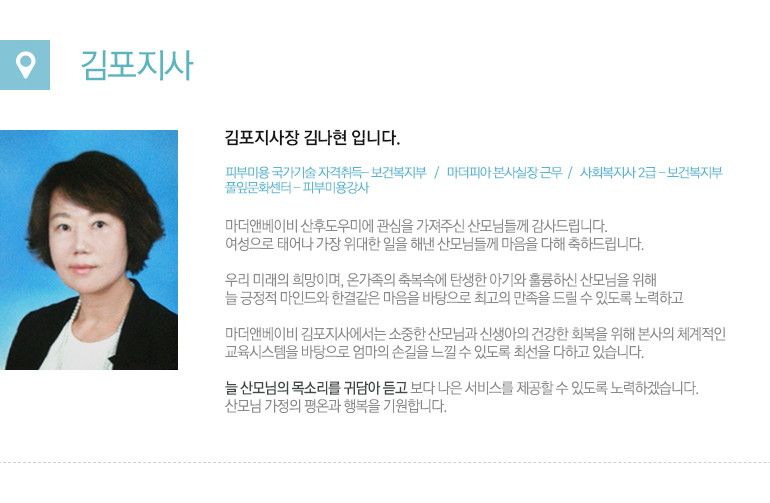 김포지사
김포지사장 김나현 입니다.
피부미용 국가기술 자격취득- 보건복지부 / 마더피아 본사실장 근무 / 사회복지사 2급 - 보건복지부
풀잎문화센터 - 피부미용강사
마더앤베이비 산후도우미에 관심을 가져주신 산모님들께 감사드립니다.
여성으로 태어나 가장 위대한 일을 해낸 산모님들께 마음을 다해 축하드립니다.
우리 미래의 희망이며, 온가족의 축복속에 탄생한 아기와 훌륭하신 산모님을 위해
늘 긍정적 마인드와 한결같은 마음을 바탕으로 최고의 만족을 드릴 수 있도록 노력하고
마더앤베이비 김포지사에서는 소중한 산모님과 신생아의 건강한 회복을 위해 본사의 체계적인
교육시스템을 바탕으로 엄마의 손길을 느낄 수 있도록 최선을 다하고 있습니다.
늘 산모님의 목소리를 귀담아 듣고 보다 나은 서비스를 제공할 수 있도록 노력하겠습니다.
산모님 가정의 평온과 행복을 기원합니다.